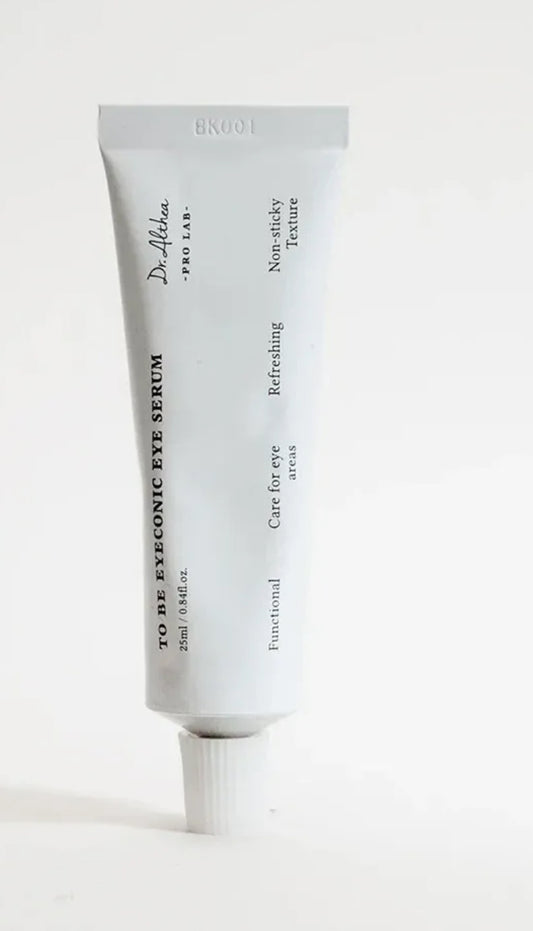 BK001
Dr. Althea
-PRO LAB-
TO BE EYECONIC EYE SERUM
25ml / 0.84fl.oz.
Functional
Care for eye
areas
Refreshing
Non-sticky
Texture